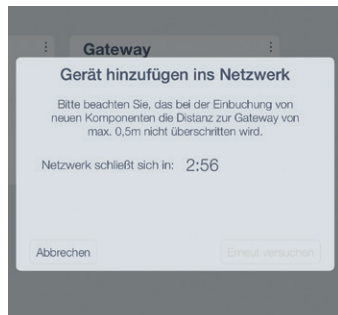 Gateway
Gerät hinzufügen ins Netzwerk
Bitte beachten Sie, das bei der Einbuchung von
neuen Komponenten die Distanz zur Gateway von
max. 0,5m nicht überschritten wird.
Netzwerk schließt sich in: 2:56
Abbrechen
Erneut versuchen